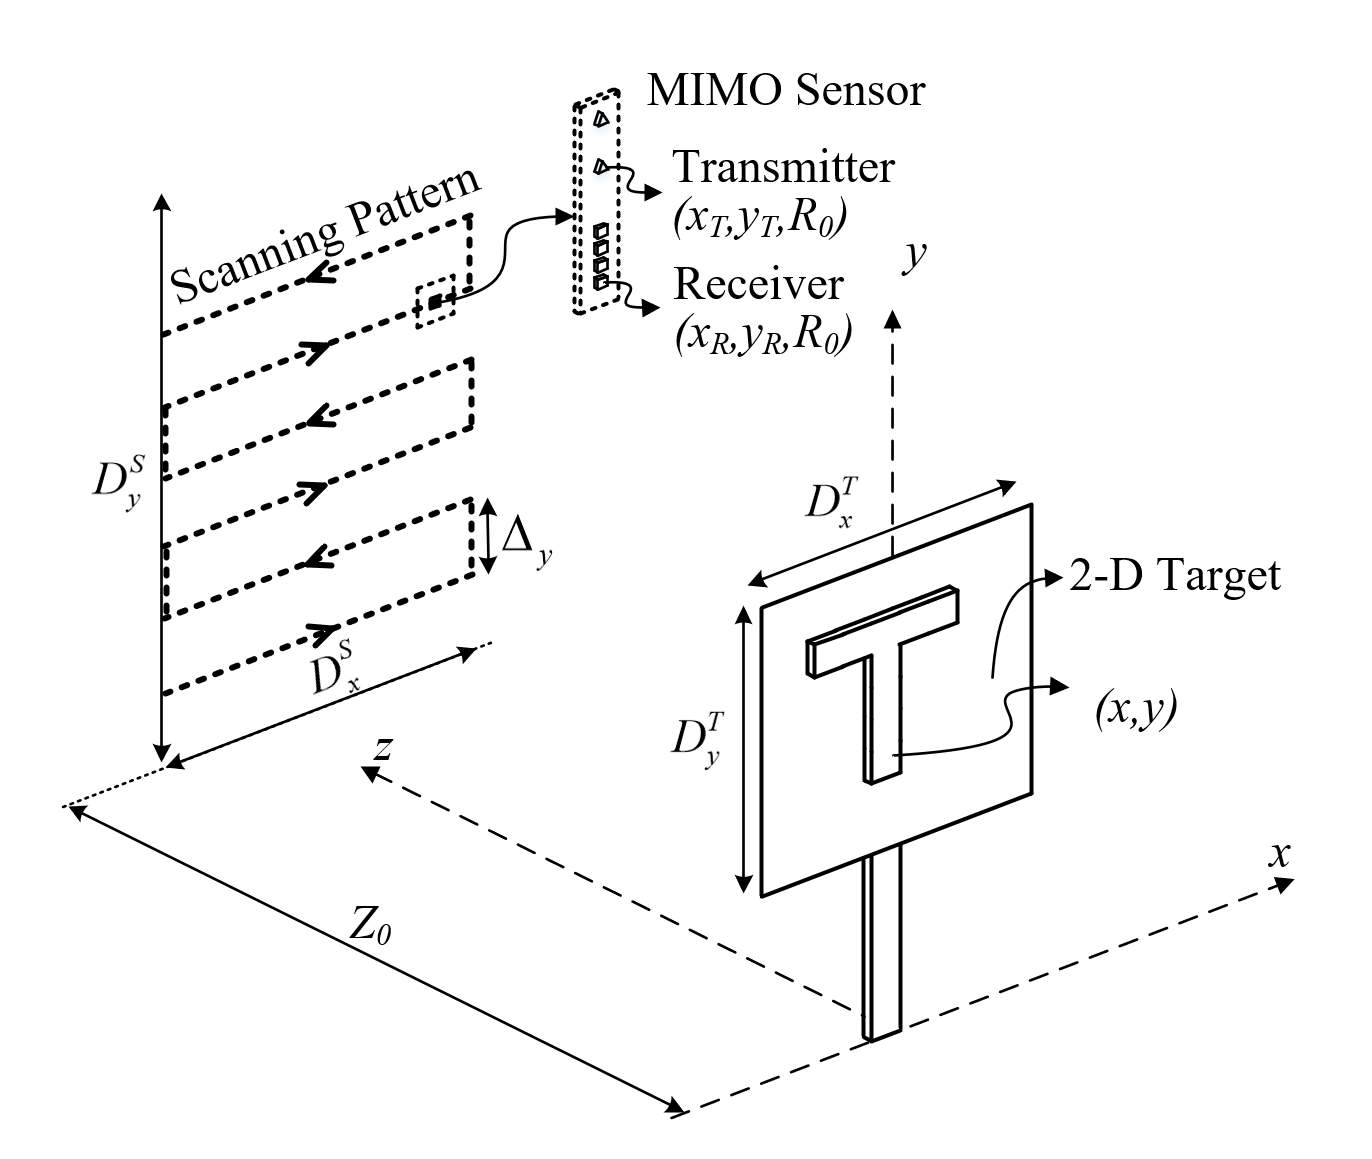 MIMO Sensor
Transmitter
(x_T,y_T,R_0)
Scanning Pattern
Receiver
(x_R,y_R,R_0)
y
D_y^S
D_x^T
Δ_y
2-D Target
D_x^S
(x,y)
D_y^T
z
x
Z_0
T